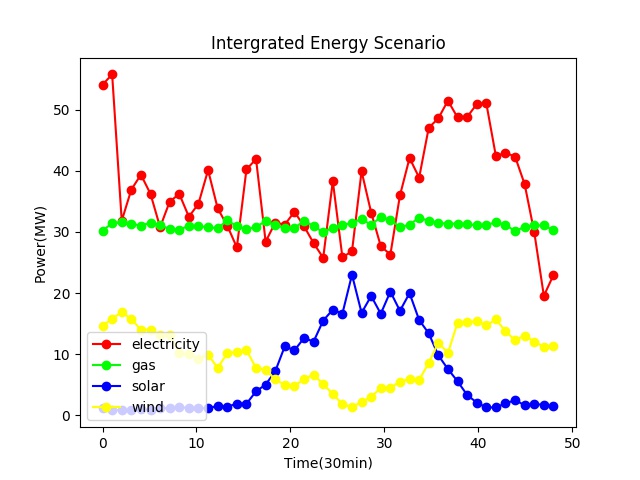 Intergrated Energy Scenario
Power(MW)
50
40
30
20
10
0
electricity
gas
solar
wind
0 10 20 30 40 50
Time(30min)